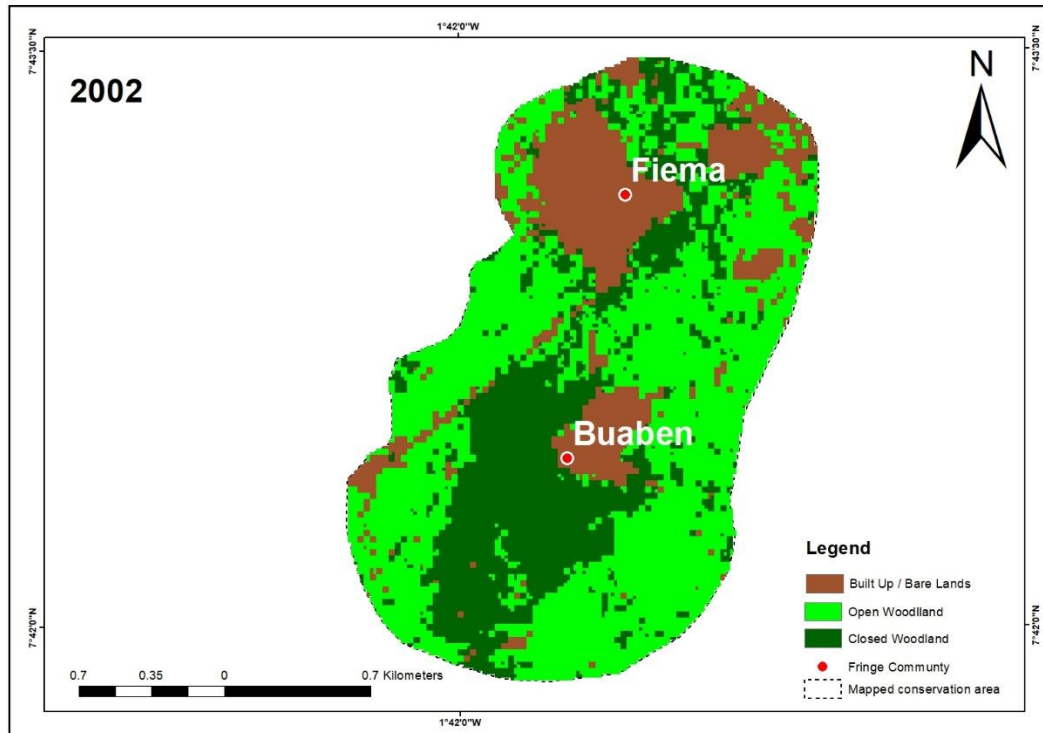 1°42'0"W
7°43'30"N
7°43'30"N
2002
N
Fiema
Buaben
Legend
Built Up / Bare Lands
Open Woodlland
Closed Woodland
Fringe Communty
Mapped conservation area
7°42'0"N
7°42'0"N
0.7 0.35 0 0.7 Kilometers
1°42'0"W